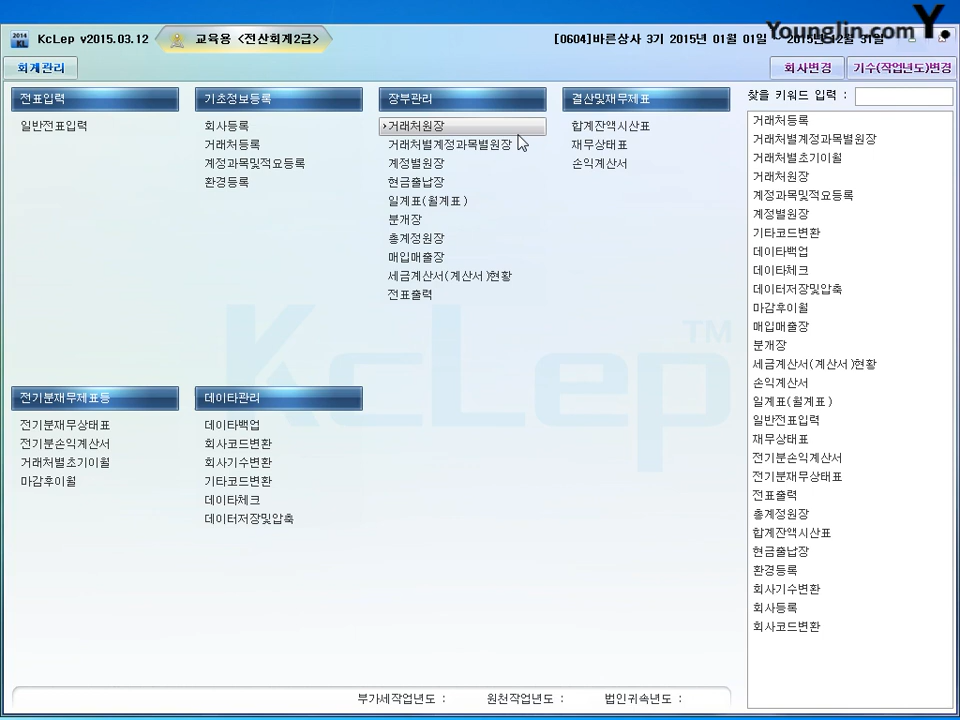 Younglin.com Y.
2014 KL KcLep v2015.03.12 교육용 <전산회계2급> [0604]바른상사 3기 2015년 01월 01일 ~ 2015년 12월 31일
회계관리 회사변경 기수(작업년도)변경
전표입력
일반전표입력
기초정보등록
회사등록
거래처등록
계정과목및적요등록
환경등록
장부관리
거래처원장
거래처별계정과목별원장
계정별원장
현금출납장
일계표(월계표)
분개장
총계정원장
매입매출장
세금계산서(계산서)현황
전표출력
결산및재무제표
합계잔액시산표
재무상태표
손익계산서
전기분재무제표등
전기분재무상태표
전기분손익계산서
거래처별초기이월
마감후이월
데이타관리
데이타백업
회사코드변환
회사기수변환
기타코드변환
데이타체크
데이터저장및압축
찾을 키워드 입력 :
거래처등록
거래처별계정과목별원장
거래처별초기이월
거래처원장
계정과목및적요등록
계정별원장
기타코드변환
데이타백업
데이타체크
데이터저장및압축
마감후이월
매입매출장
분개장
세금계산서(계산서)현황
손익계산서
일계표(월계표)
일반전표입력
재무상태표
전기분손익계산서
전기분재무상태표
전표출력
총계정원장
합계잔액시산표
현금출납장
환경등록
회사기수변환
회사등록
회사코드변환
KcLep TM
부가세작업년도 : 원천작업년도 : 법인귀속년도 :